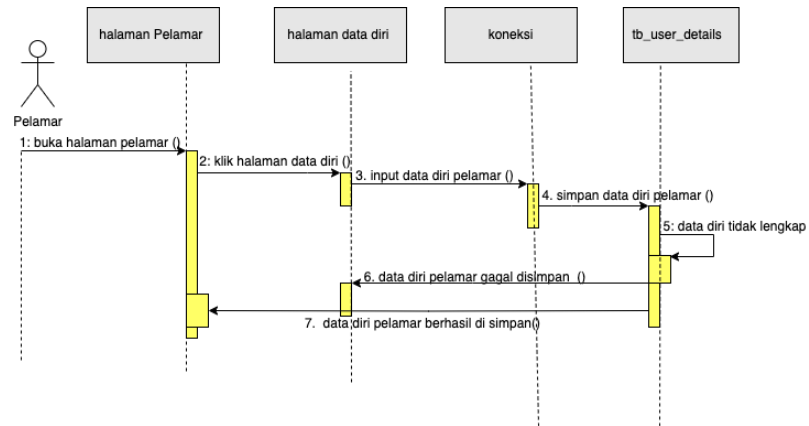 halaman Pelamar
halaman data diri
koneksi
tb_user_details
Pelamar
1: buka halaman pelamar ()
2: klik halaman data diri ()
3. input data diri pelamar ()
4. simpan data diri pelamar ()
5: data diri tidak lengkap
6. data diri pelamar gagal disimpan ()
7. data diri pelamar berhasil di simpan()